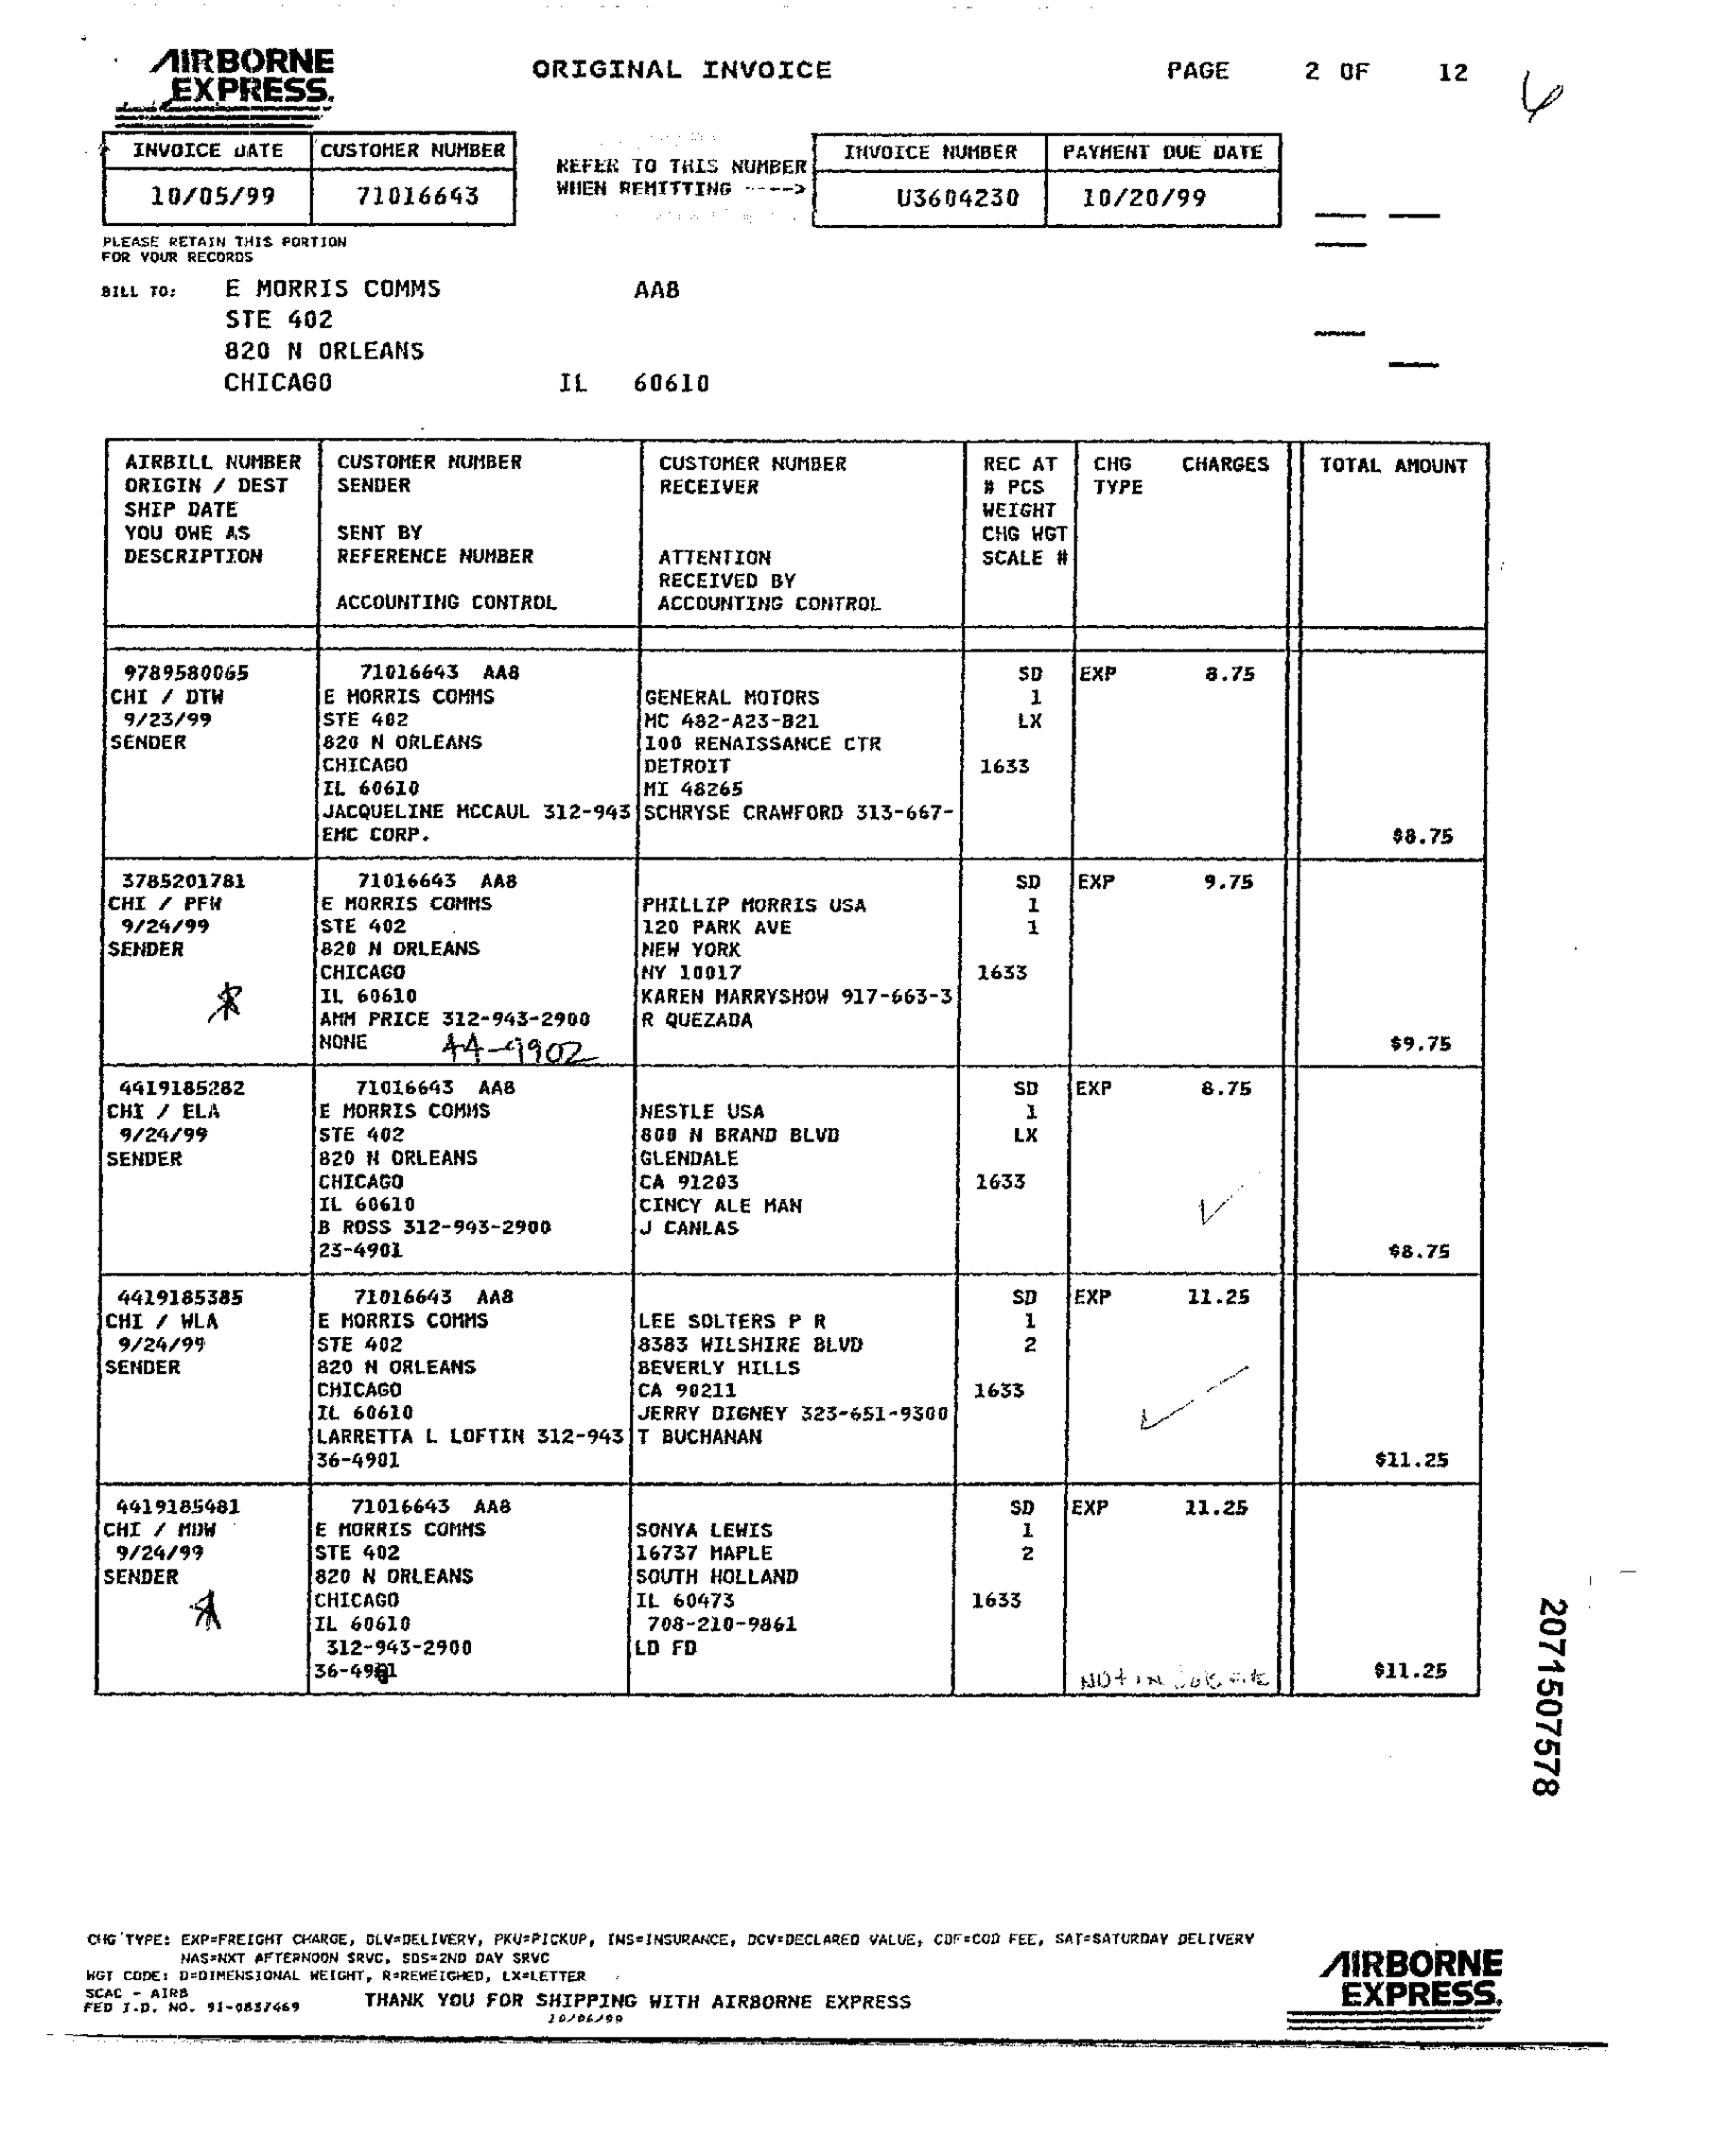 AIRBORNE
EXPRESS.
ORIGINAL INVOICE PAGE 2 OF 12
6
INVOICE DATE CUSTOMER NUMBER
10/05/99 71016643
REFER TO THIS NUMBER
WHEN REMITTING ---->
INVOICE NUMBER PAYMENT DUE DATE
U3604230 10/20/99
PLEASE RETAIN THIS PORTION
FOR YOUR RECORDS
BILL TO: E MORRIS COMMS AA8
STE 402
820 N ORLEANS
CHICAGO IL 60610
AIRBILL NUMBER CUSTOMER NUMBER CUSTOMER NUMBER REC AT CHG CHARGES TOTAL AMOUNT
ORIGIN / DEST SENDER RECEIVER # PCS TYPE
SHIP DATE WEIGHT
YOU OWE AS SENT BY CHG WGT
DESCRIPTION REFERENCE NUMBER ATTENTION SCALE #
RECEIVED BY
ACCOUNTING CONTROL ACCOUNTING CONTROL
9789580065 71016643 AA8 SD EXP 8.75
CHI / DTW E MORRIS COMMS GENERAL MOTORS 1
9/23/99 STE 402 MC 482-A23-B21 LX
SENDER 820 N ORLEANS 100 RENAISSANCE CTR
CHICAGO DETROIT 1633
IL 60610 MI 48265
JACQUELINE MCCAUL 312-943 SCHRYSE CRAWFORD 313-667-
EMC CORP. $8.75
3785201781 71016643 AA8 SD EXP 9.75
CHI / PFW E MORRIS COMMS PHILLIP MORRIS USA 1
9/24/99 STE 402 120 PARK AVE 1
SENDER 820 N ORLEANS NEW YORK
CHICAGO NY 10017 1633
IL 60610 KAREN MARRYSHOW 917-663-3
AMM PRICE 312-943-2900 R QUEZADA
NONE 44-9902 $9.75
4419185282 71016643 AA8 SD EXP 8.75
CHI / ELA E MORRIS COMMS NESTLE USA 1
9/24/99 STE 402 800 N BRAND BLVD LX
SENDER 820 N ORLEANS GLENDALE
CHICAGO CA 91203 1633
IL 60610 CINCY ALE MAN
B ROSS 312-943-2900 J CANLAS
23-4901 $8.75
4419185385 71016643 AA8 SD EXP 11.25
CHI / WLA E MORRIS COMMS LEE SOLTERS P R 1
9/24/99 STE 402 8383 WILSHIRE BLVD 2
SENDER 820 N ORLEANS BEVERLY HILLS
CHICAGO CA 90211 1633
IL 60610 JERRY DIGNEY 323-651-9300
LARRETTA L LOFTIN 312-943 T BUCHANAN
36-4901 $11.25
4419185481 71016643 AA8 SD EXP 11.25
CHI / MDW E MORRIS COMMS SONYA LEWIS 1
9/24/99 STE 402 16737 MAPLE 2
SENDER 820 N ORLEANS SOUTH HOLLAND
CHICAGO IL 60473 1633
IL 60610 708-210-9861
312-943-2900 LD FD
36-4901 NOT IN $11.25
2071507578
CHG TYPE: EXP=FREIGHT CHARGE, DLV=DELIVERY, PKU=PICKUP, INS=INSURANCE, DCV=DECLARED VALUE, CDF=COD FEE, SAT=SATURDAY DELIVERY
NAS=NXT AFTERNOON SRVC, SDS=2ND DAY SRVC
WGT CODE: D=DIMENSIONAL WEIGHT, R=REWEIGHED, LX=LETTER
SCAC - AIRB
FED I.D. NO. 91-0837469 THANK YOU FOR SHIPPING WITH AIRBORNE EXPRESS
10/06/99
AIRBORNE
EXPRESS.